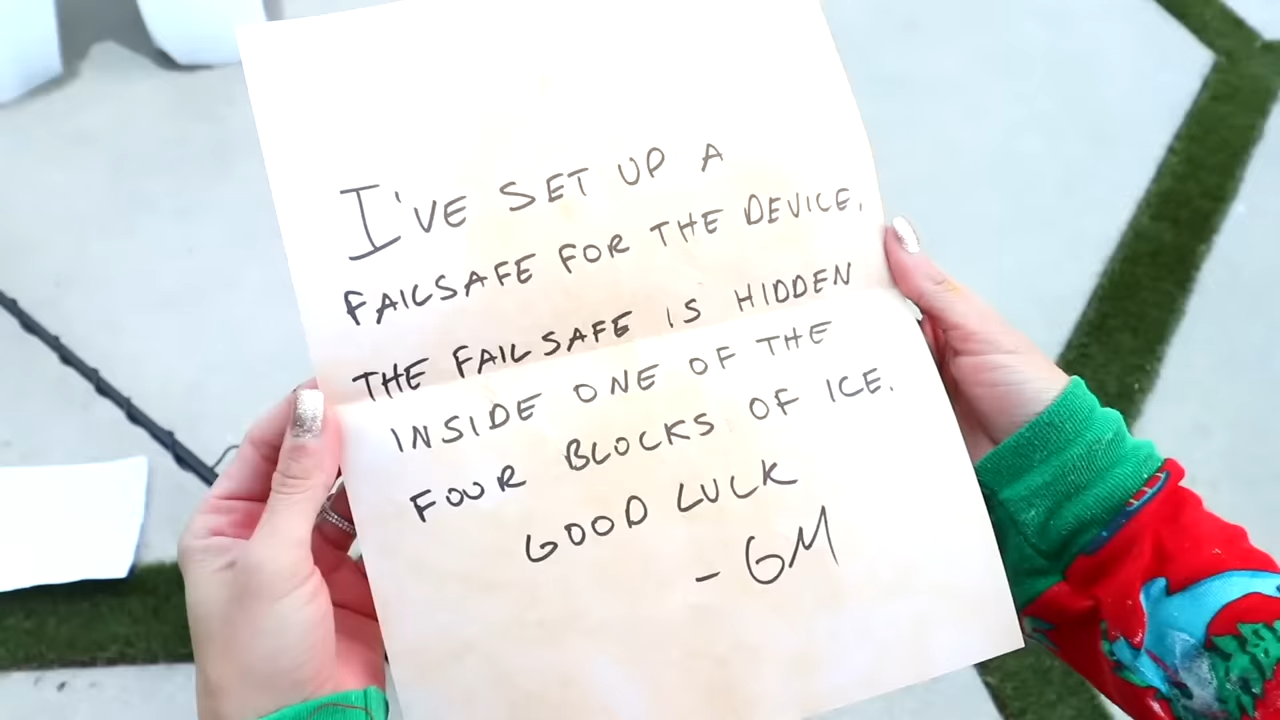 I'VE SET UP A
FAILSAFE FOR THE DEVICE.
THE FAILSAFE IS HIDDEN
INSIDE ONE OF THE
FOUR BLOCKS OF ICE.
GOOD LUCK
- GM